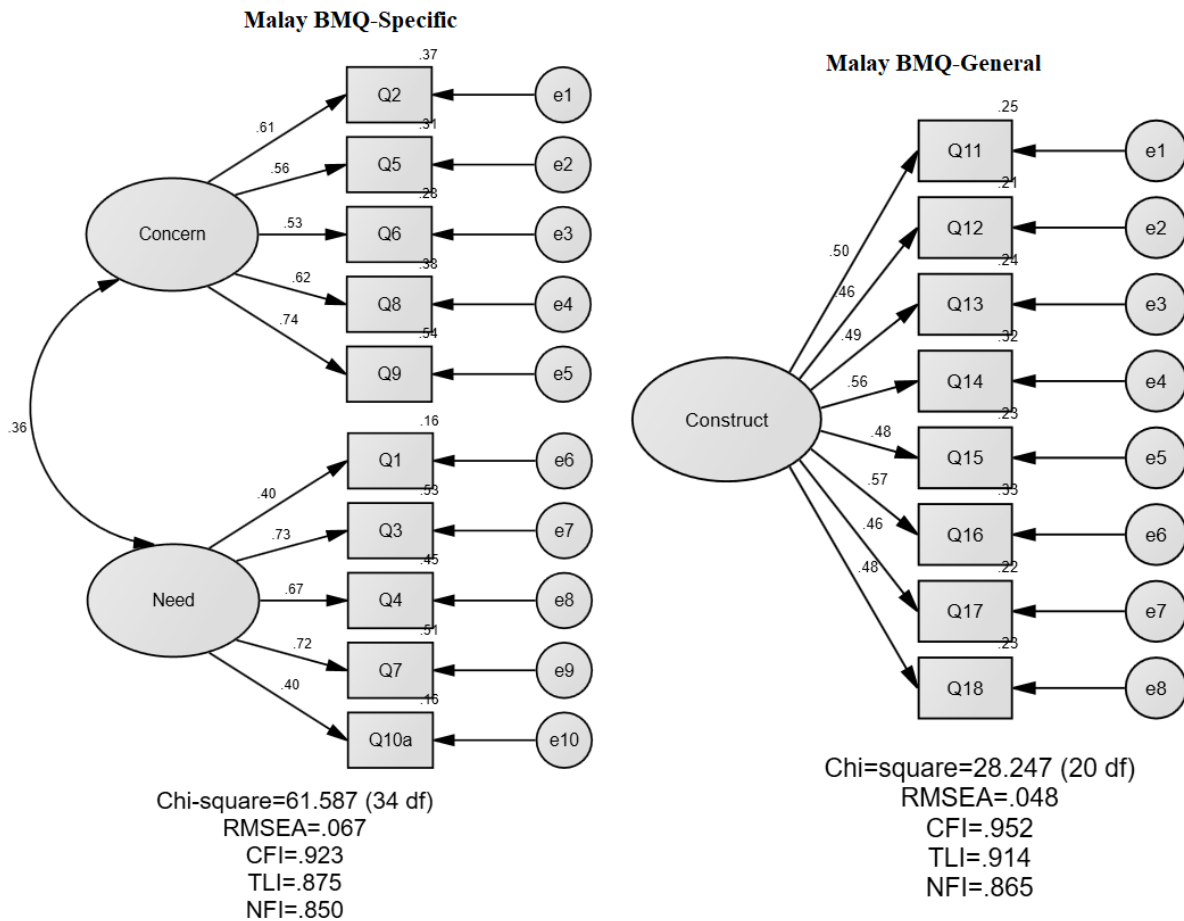 Malay BMQ-Specific
.37
Q2
e1
.61
.31
Q5
e2
.56
.28
Q6
e3
.53
Concern
.38
Q8
e4
.62
.54
Q9
e5
.74
.36
.16
Q1
e6
.40
.53
Q3
e7
.73
.45
Q4
e8
.67
Need
.51
Q7
e9
.72
.16
Q10a
e10
.40
Chi-square=61.587 (34 df)
RMSEA=.067
CFI=.923
TLI=.875
NFI=.850
Malay BMQ-General
.25
Q11
e1
.50
.21
Q12
e2
.46
.24
Q13
e3
.49
.32
Q14
e4
.56
Construct
.23
Q15
e5
.48
.33
Q16
e6
.57
.22
Q17
e7
.46
.23
Q18
e8
.48
Chi=square=28.247 (20 df)
RMSEA=.048
CFI=.952
TLI=.914
NFI=.865